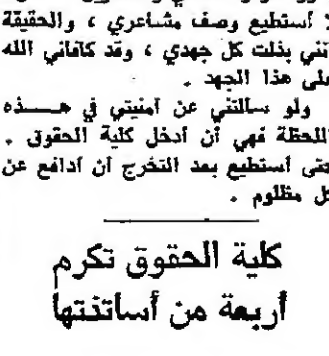 أستطيع وصف مشاعري ، والحقيقة
أنني بذلت كل جهدي ، وقد كافاني الله
على هذا الجهد .
ولو سالتني عن أمنيتي في هـــذه
اللحظة فهي أن أدخل كلية الحقوق .
حتى أستطيع بعد التخرج أن أدافع عن
كل مظلوم .
كلية الحقوق تكرم
أربعة من أساتذتها